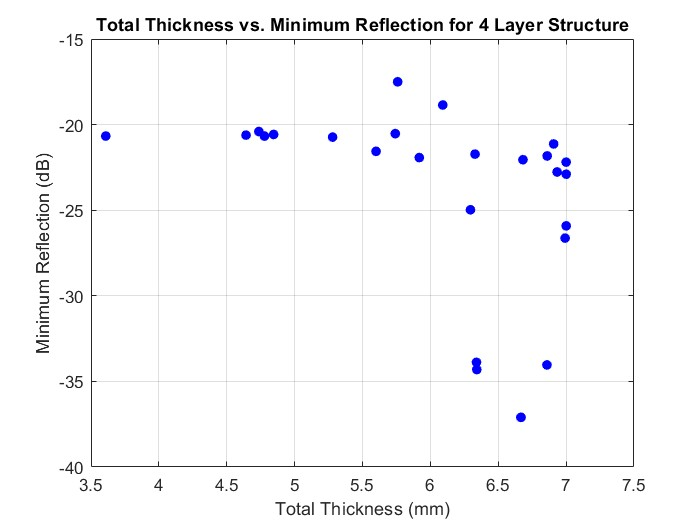 Total Thickness vs. Minimum Reflection for 4 Layer Structure
-15
-20
-25
-30
-35
-40
Minimum Reflection (dB)
3.5 4 4.5 5 5.5 6 6.5 7 7.5
Total Thickness (mm)